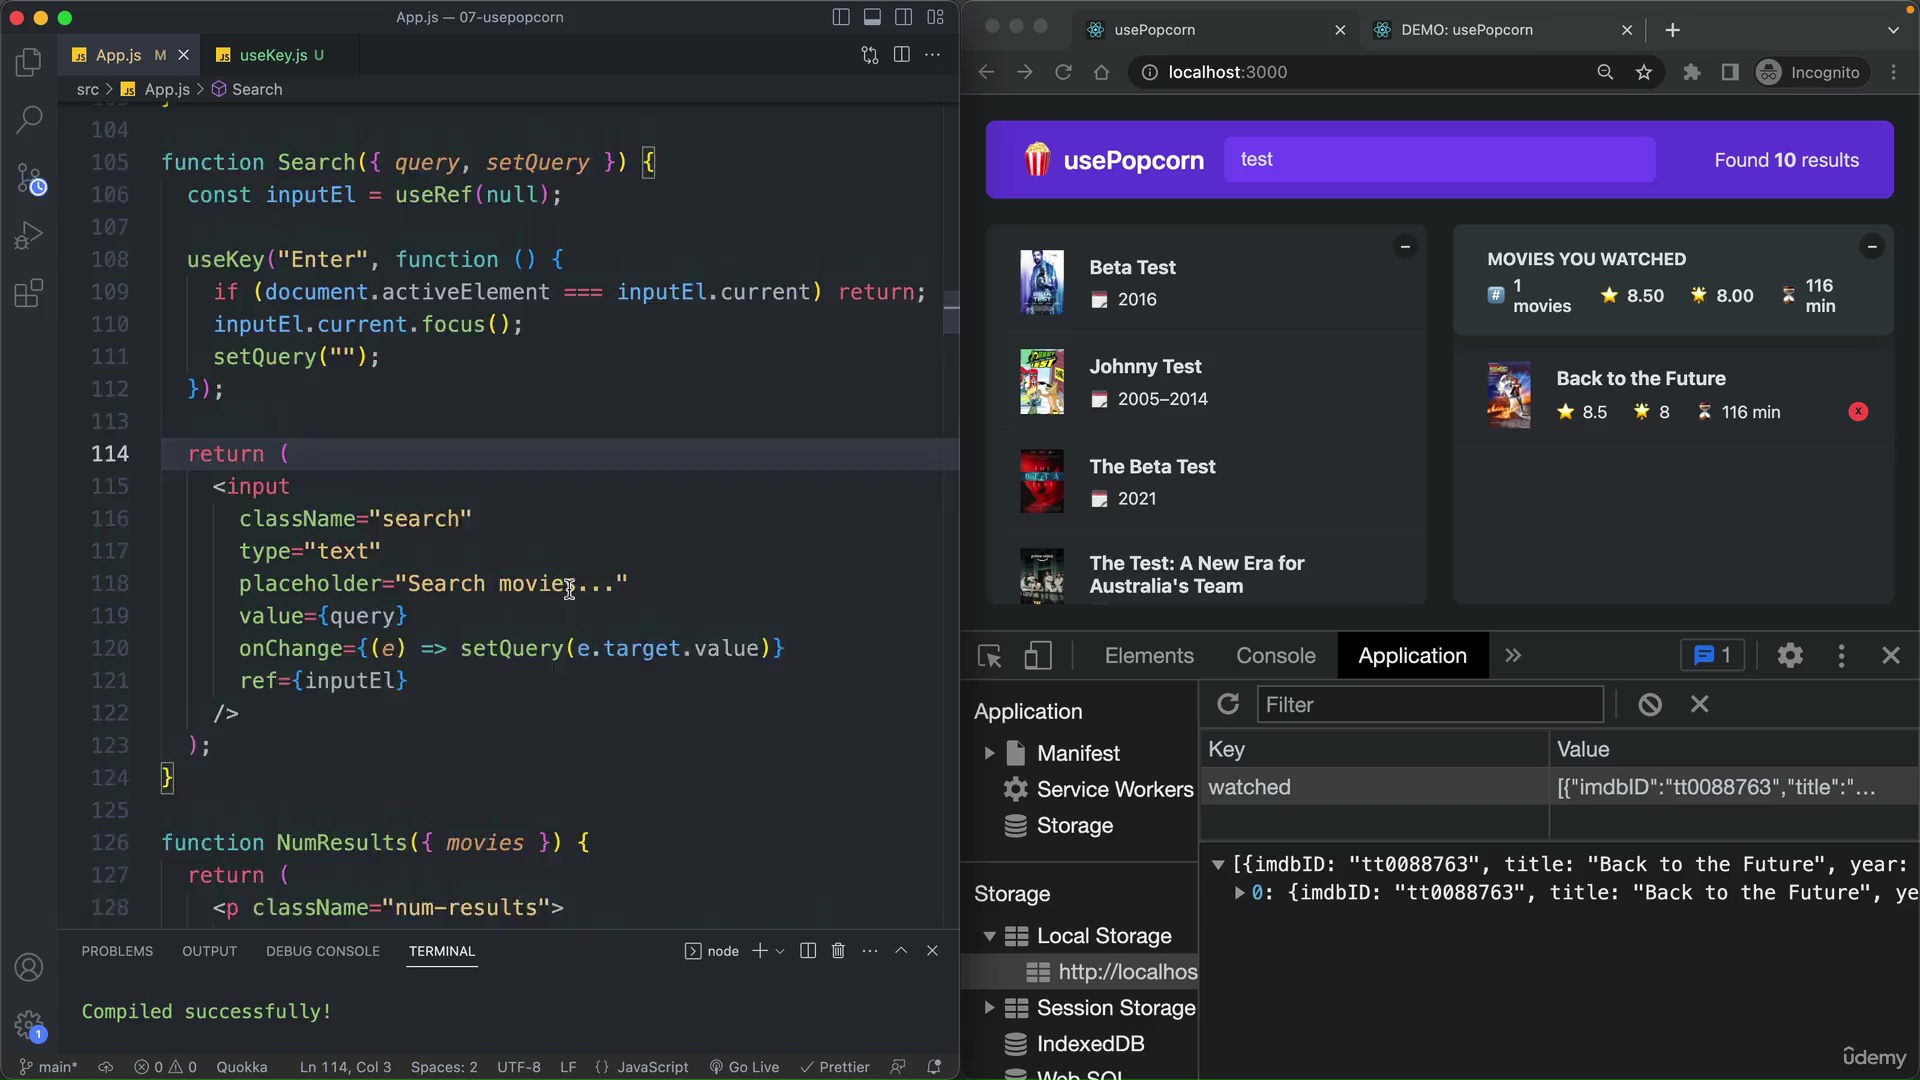 App.js — 07-usepopcorn
App.js M
useKey.js U
src > App.js > Search
104
105 function Search({ query, setQuery }) {
106 const inputEl = useRef(null);
107
108 useKey("Enter", function () {
109 if (document.activeElement === inputEl.current) return;
110 inputEl.current.focus();
111 setQuery("");
112 });
113
114 return (
115 <input
116 className="search"
117 type="text"
118 placeholder="Search movies..."
119 value={query}
120 onChange={(e) => setQuery(e.target.value)}
121 ref={inputEl}
122 />
123 );
124 }
125
126 function NumResults({ movies }) {
127 return (
128 <p className="num-results">
PROBLEMS OUTPUT DEBUG CONSOLE TERMINAL node
Compiled successfully!
main* 0 0 Quokka Ln 114, Col 3 Spaces: 2 UTF-8 LF {} JavaScript Go Live Prettier
1
usePopcorn
DEMO: usePopcorn
localhost:3000
Incognito
usePopcorn
test
Found 10 results
Beta Test
2016
Johnny Test
2005–2014
The Beta Test
2021
The Test: A New Era for
Australia's Team
MOVIES YOU WATCHED
1 movies 8.50 8.00 116 min
Back to the Future
8.5 8 116 min
Elements Console Application 1
Application
Manifest
Service Workers
Storage
Storage
Local Storage
http://localhos
Session Storage
IndexedDB
Web SQL
Filter
Key Value
watched [{"imdbID":"tt0088763","title":"...
[{imdbID: "tt0088763", title: "Back to the Future", year:
0: {imdbID: "tt0088763", title: "Back to the Future", ye
ûdemy